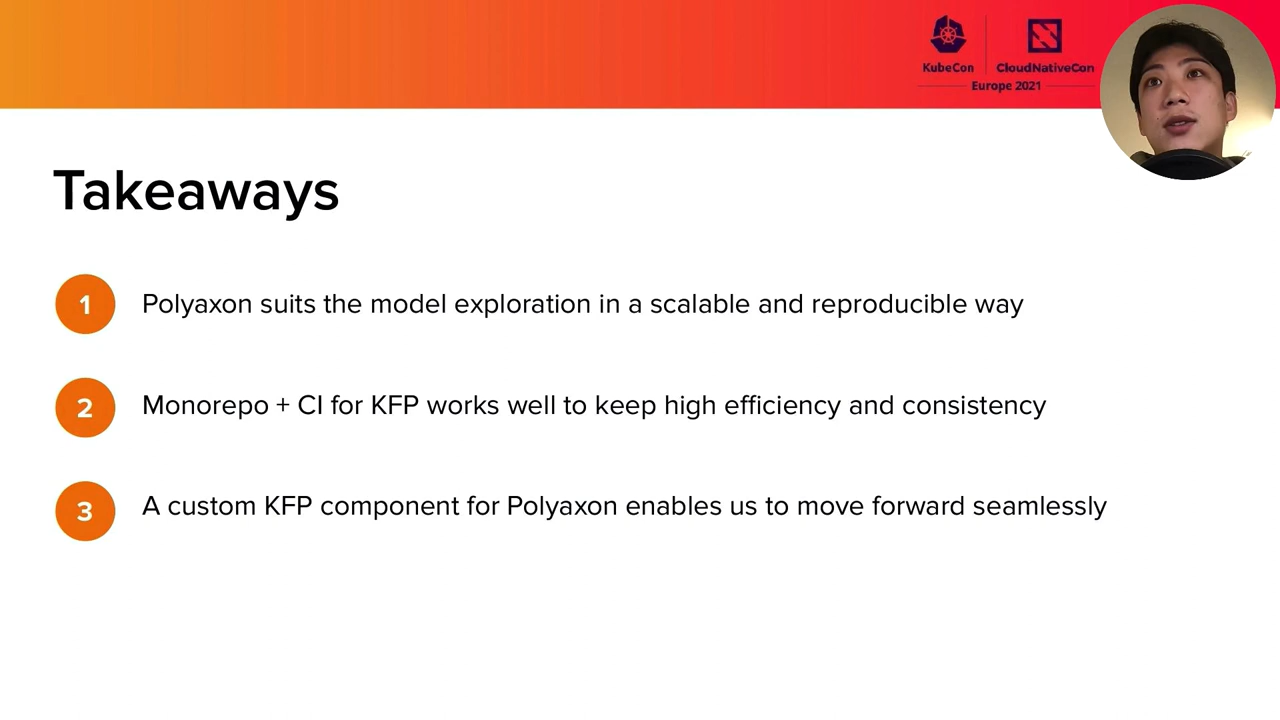 KubeCon
CloudNativeCon
Europe 2021
Takeaways
1 Polyaxon suits the model exploration in a scalable and reproducible way
2 Monorepo + CI for KFP works well to keep high efficiency and consistency
3 A custom KFP component for Polyaxon enables us to move forward seamlessly